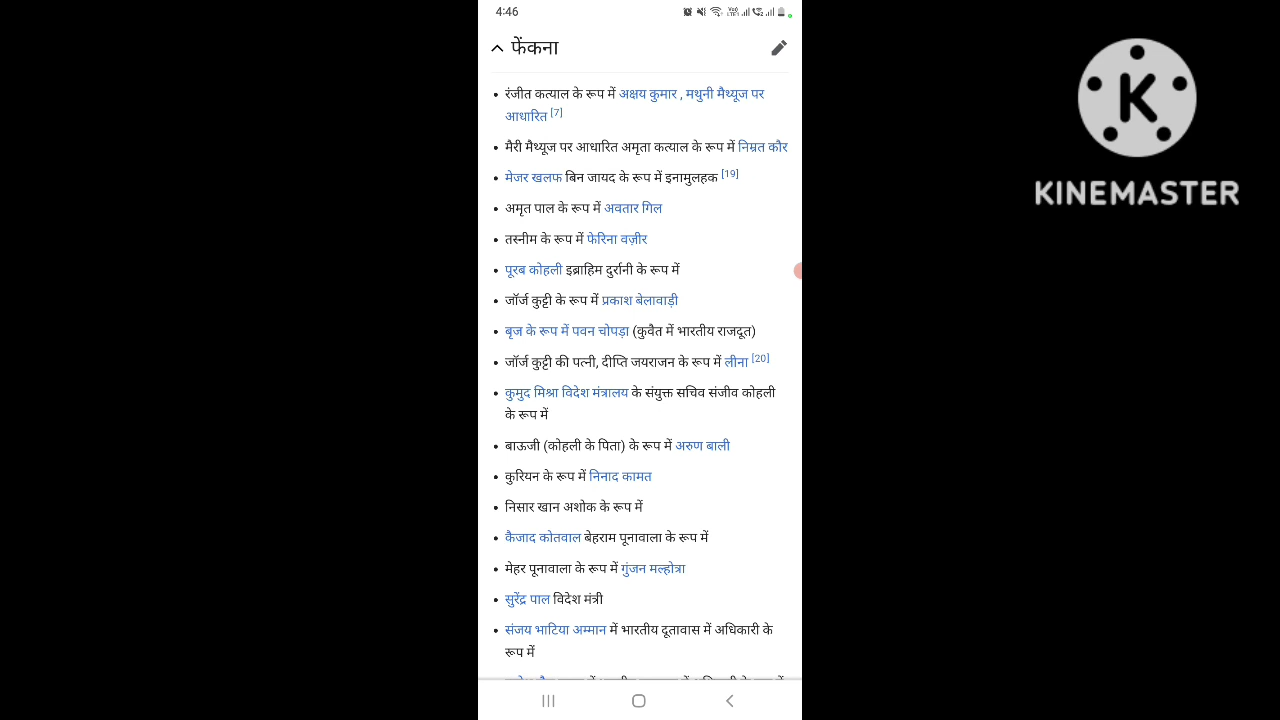 4:46
फेंकना
रंजीत कत्याल के रूप में अक्षय कुमार , मथुनी मैथ्यूज पर
आधारित [7]
मैरी मैथ्यूज पर आधारित अमृता कत्याल के रूप में निम्रत कौर
मेजर खलफ बिन जायद के रूप में इनामुलहक [19]
अमृत पाल के रूप में अवतार गिल
तस्नीम के रूप में फेरिना वज़ीर
पूरब कोहली इब्राहिम दुर्रानी के रूप में
जॉर्ज कुट्टी के रूप में प्रकाश बेलावाड़ी
बृज के रूप में पवन चोपड़ा (कुवैत में भारतीय राजदूत)
जॉर्ज कुट्टी की पत्नी, दीप्ति जयराजन के रूप में लीना [20]
कुमुद मिश्रा विदेश मंत्रालय के संयुक्त सचिव संजीव कोहली
के रूप में
बाऊजी (कोहली के पिता) के रूप में अरुण बाली
कुरियन के रूप में निनाद कामत
निसार खान अशोक के रूप में
कैजाद कोतवाल बेहराम पूनावाला के रूप में
मेहर पूनावाला के रूप में गुंजन मल्होत्रा
सुरेंद्र पाल विदेश मंत्री
संजय भाटिया अम्मान में भारतीय दूतावास में अधिकारी के
रूप में
K
KINEMASTER